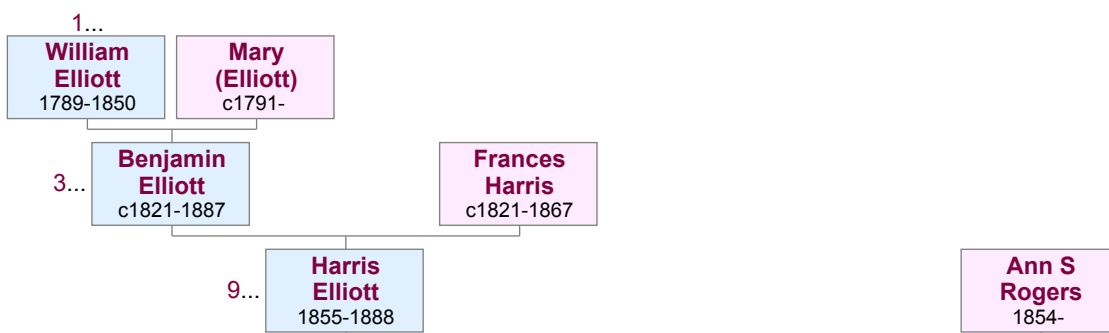 1...
William
Elliott
1789-1850
Mary
(Elliott)
c1791-
3...
Benjamin
Elliott
c1821-1887
Frances
Harris
c1821-1867
9...
Harris
Elliott
1855-1888
Ann S
Rogers
1854-